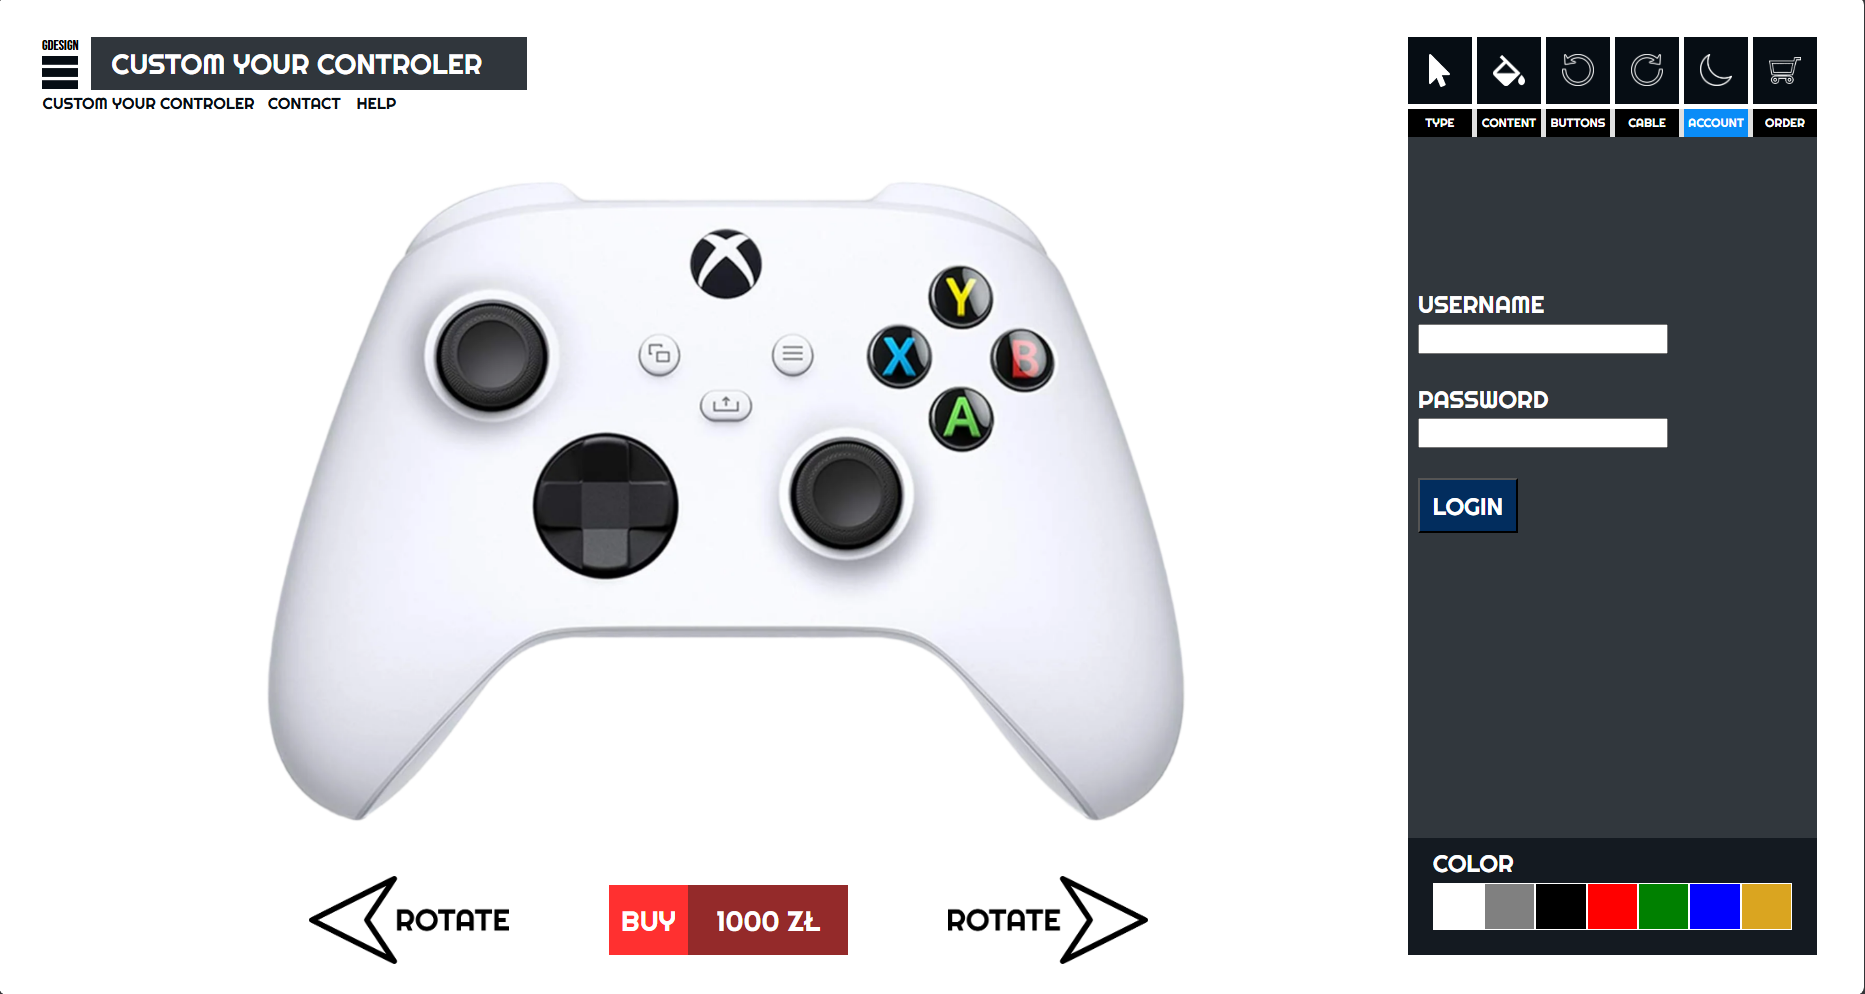 GDESIGN
CUSTOM YOUR CONTROLER
CUSTOM YOUR CONTROLER CONTACT HELP
TYPE CONTENT BUTTONS CABLE ACCOUNT ORDER
Y
X B
A
USERNAME
PASSWORD
LOGIN
COLOR
ROTATE BUY 1000 ZŁ ROTATE